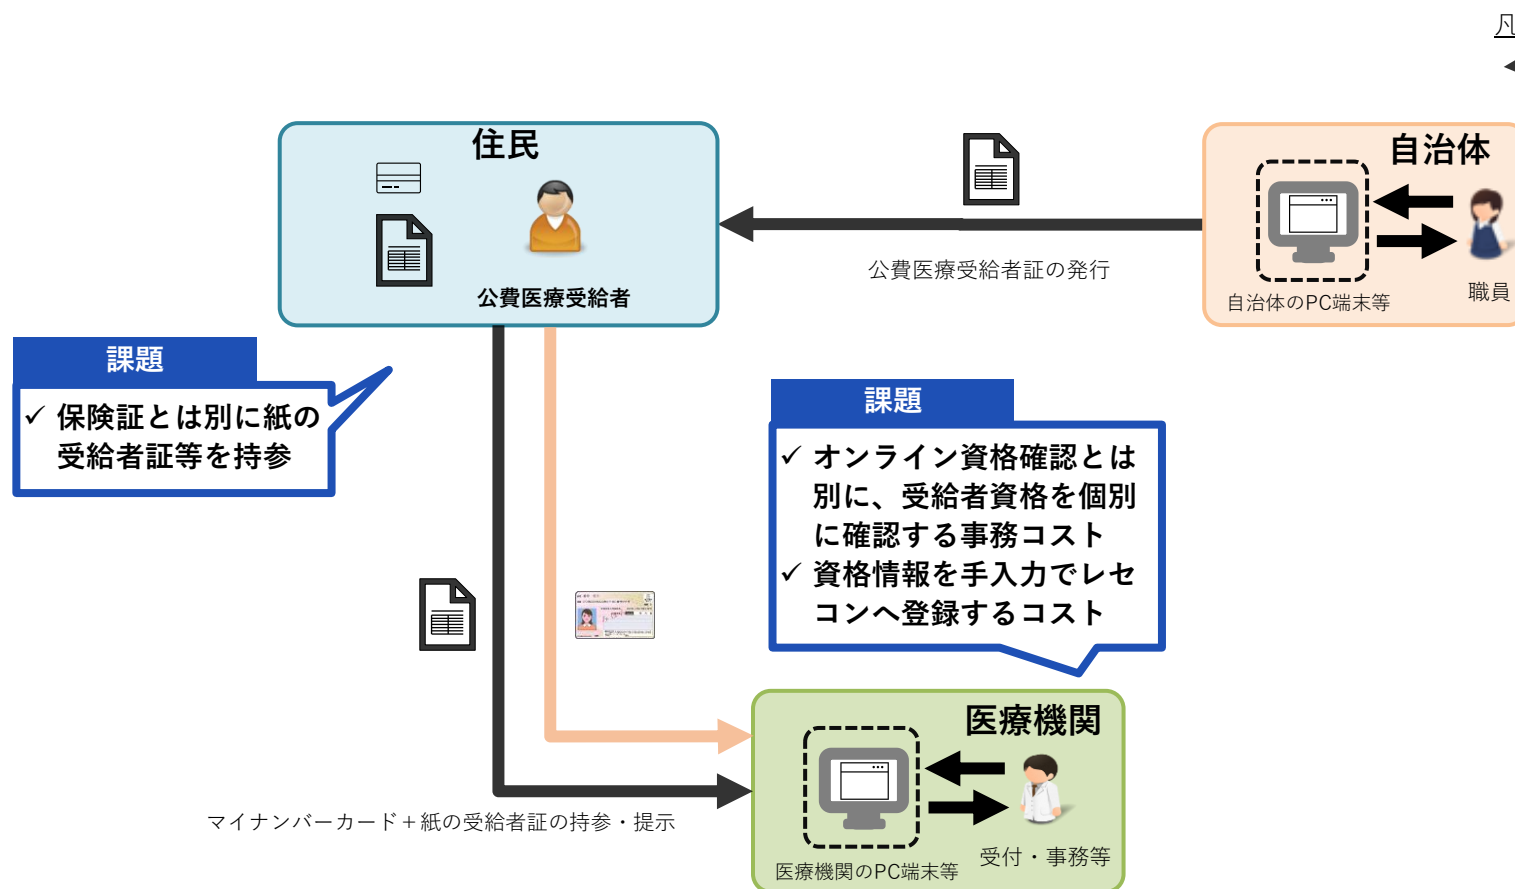 凡
住民
公費医療受給者
自治体
自治体のPC端末等
職員
公費医療受給者証の発行
課題
✓ 保険証とは別に紙の
受給者証等を持参
課題
✓ オンライン資格確認とは
別に、受給者資格を個別
に確認する事務コスト
✓ 資格情報を手入力でレセ
コンへ登録するコスト
医療機関
医療機関のPC端末等
受付・事務等
マイナンバーカード＋紙の受給者証の持参・提示